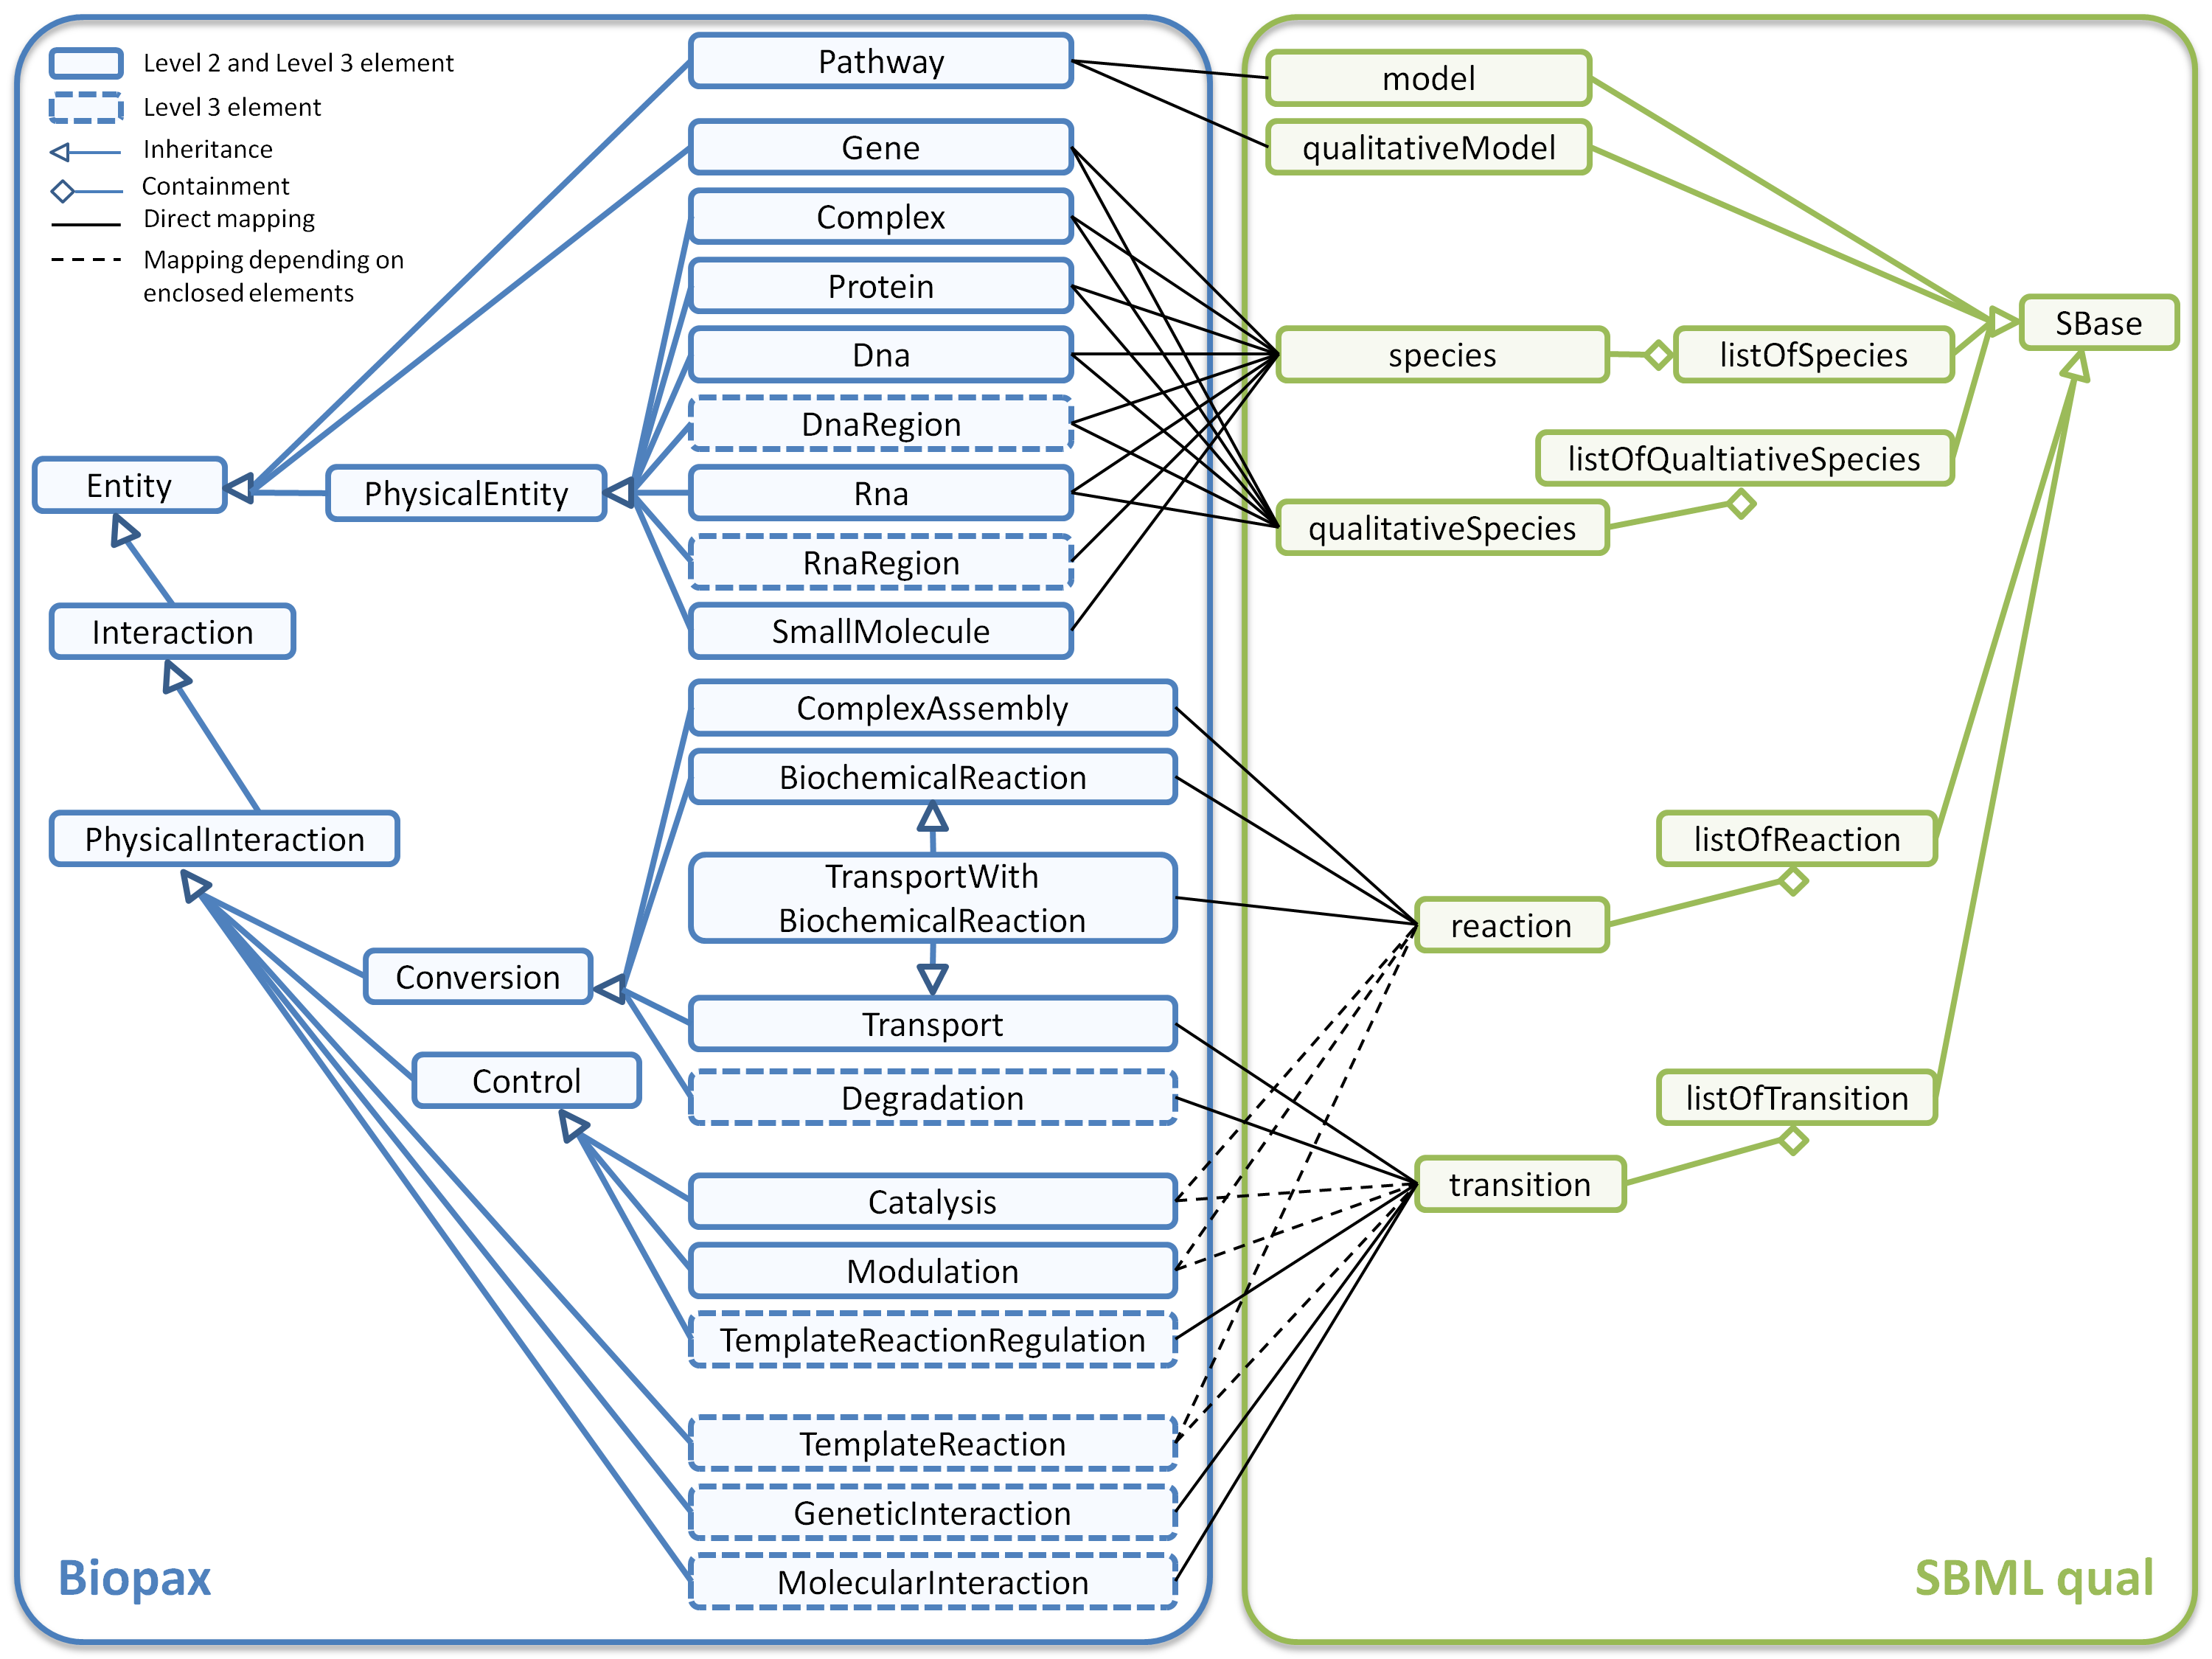 Level 2 and Level 3 element
Level 3 element
Inheritance
Containment
Direct mapping
Mapping depending on
enclosed elements
Pathway
Gene
Complex
Protein
Dna
DnaRegion
Rna
RnaRegion
SmallMolecule
Entity
PhysicalEntity
Interaction
PhysicalInteraction
Conversion
Control
ComplexAssembly
BiochemicalReaction
TransportWith
BiochemicalReaction
Transport
Degradation
Catalysis
Modulation
TemplateReactionRegulation
TemplateReaction
GeneticInteraction
MolecularInteraction
Biopax
model
qualitativeModel
species
listOfSpecies
SBase
listOfQualtiativeSpecies
qualitativeSpecies
listOfReaction
reaction
listOfTransition
transition
SBML qual